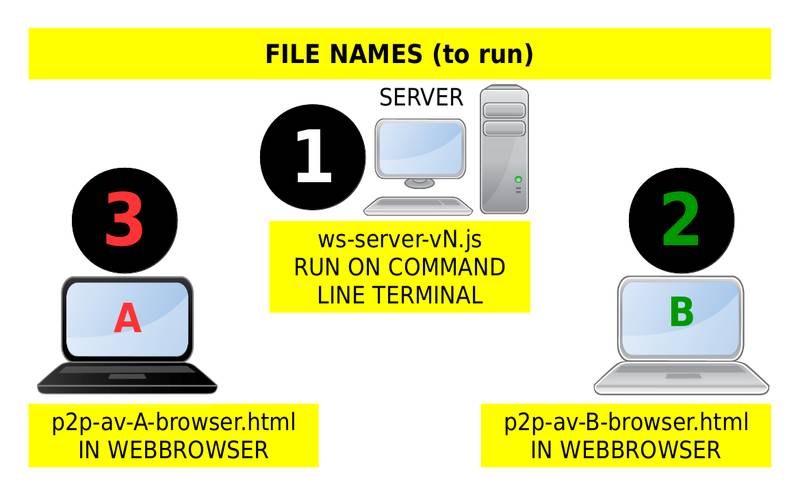 FILE NAMES (to run)
SERVER
1
ws-server-vN.js
RUN ON COMMAND
LINE TERMINAL
3
A
p2p-av-A-browser.html
IN WEBBROWSER
2
B
p2p-av-B-browser.html
IN WEBBROWSER